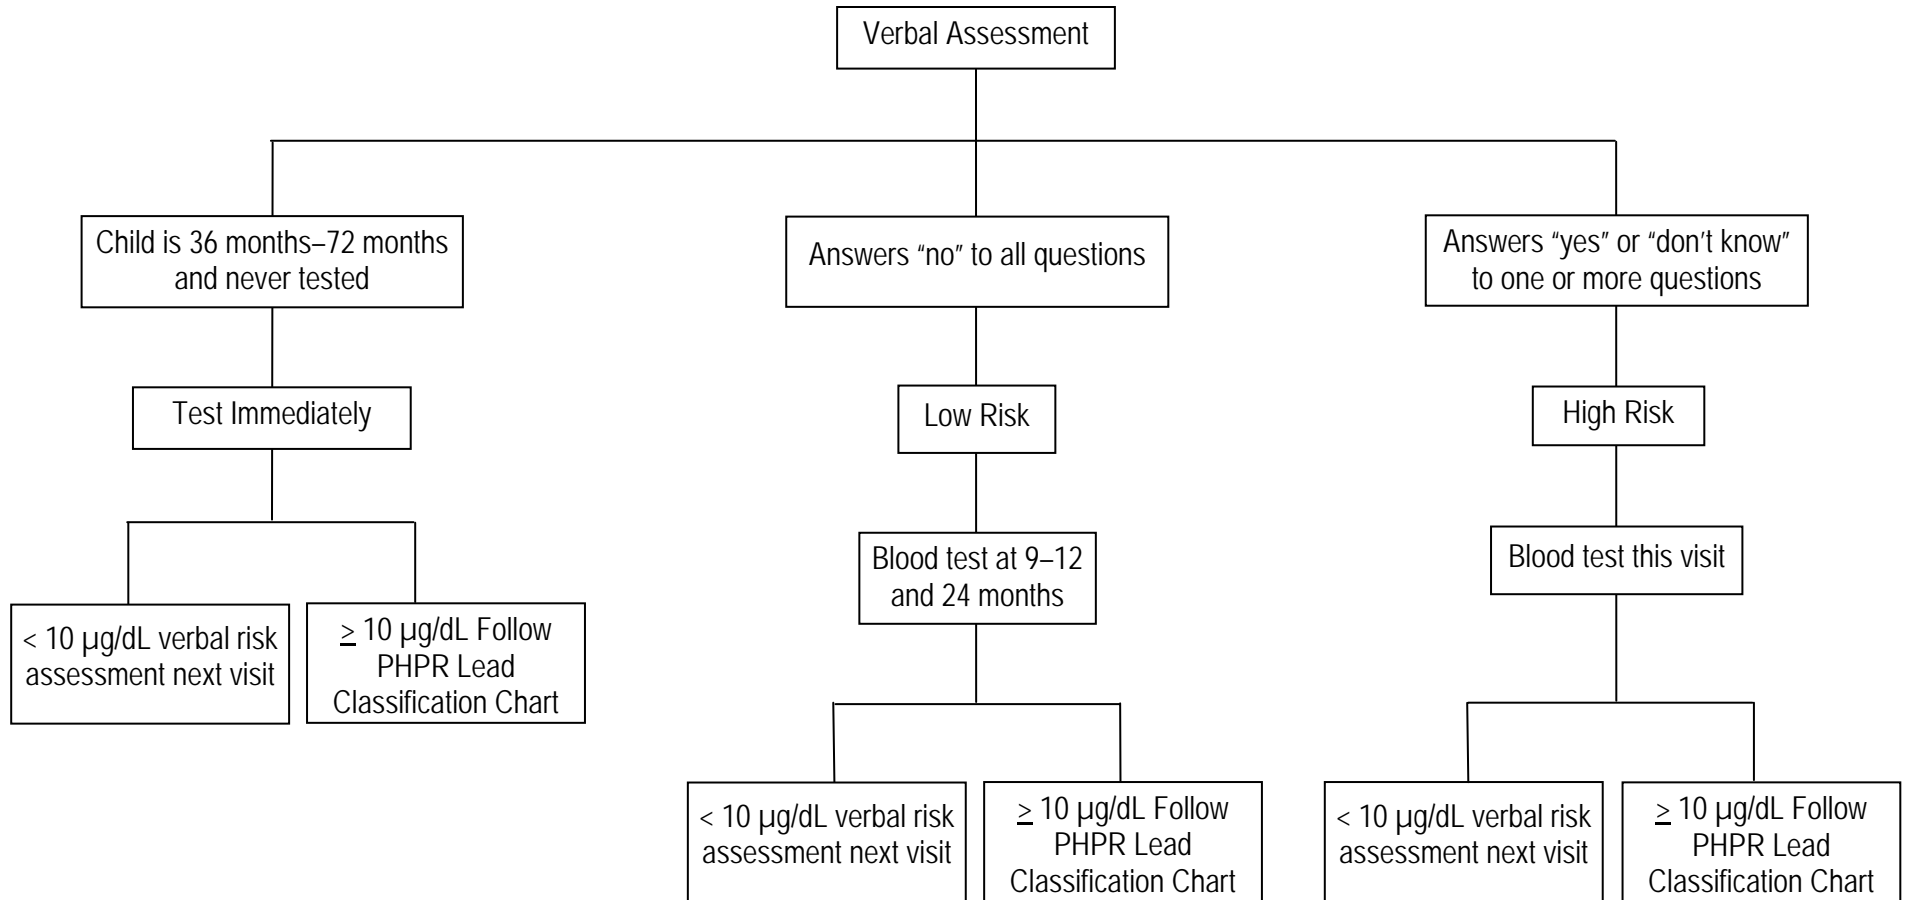 Verbal Assessment
Child is 36 months–72 months
and never tested
Answers “no” to all questions
Answers “yes” or “don’t know”
to one or more questions
Test Immediately
Low Risk
High Risk
Blood test at 9–12
and 24 months
Blood test this visit
< 10 µg/dL verbal risk
assessment next visit
≥ 10 µg/dL Follow
PHPR Lead
Classification Chart
< 10 µg/dL verbal risk
assessment next visit
≥ 10 µg/dL Follow
PHPR Lead
Classification Chart
< 10 µg/dL verbal risk
assessment next visit
≥ 10 µg/dL Follow
PHPR Lead
Classification Chart